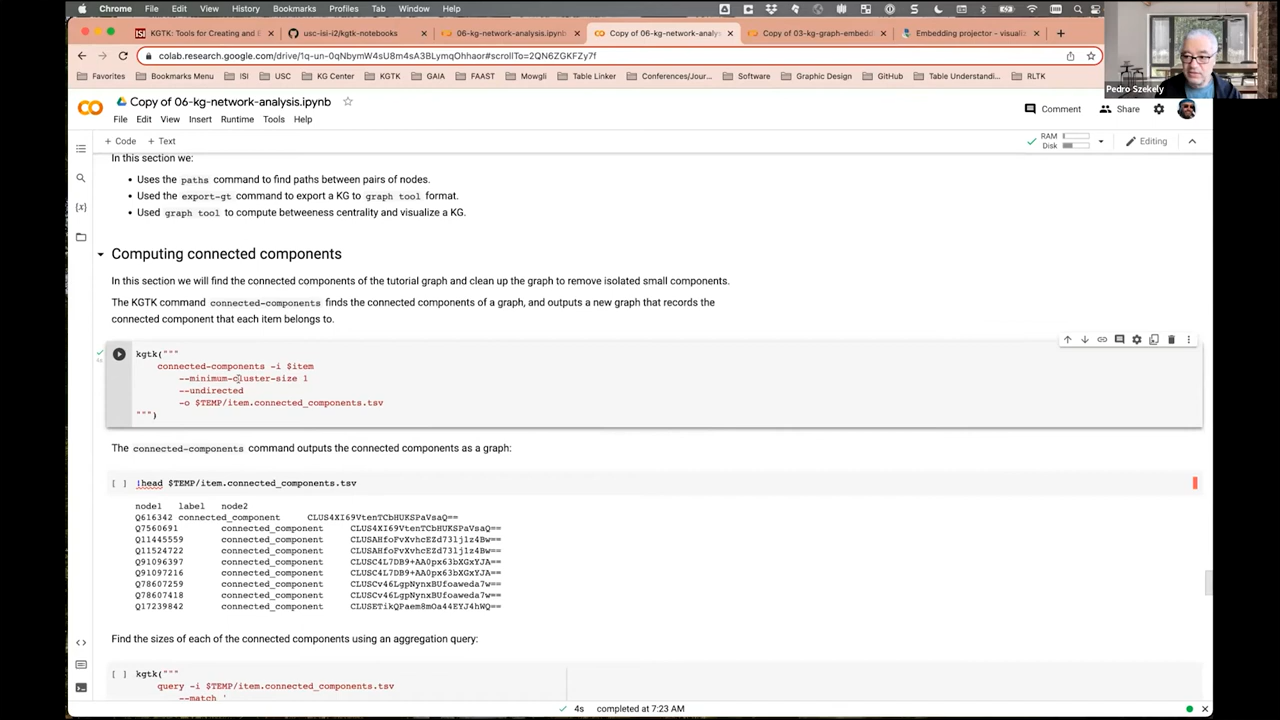 Chrome File Edit View History Bookmarks Profiles Tab Window Help
KGTK: Tools for Creating and E
usc-isi-i2/kgtk-notebooks
06-kg-network-analysis.ipynb
Copy of 06-kg-network-analysis
Copy of 03-kg-graph-embedd
Embedding projector - visualiz
colab.research.google.com/drive/1q-un-0qNbymW4sU8m4S3BLymqOhhaor#scrollTo=2QN6ZGKFZy7f
Favorites Bookmarks Menu ISI USC KG Center KGTK GAIA FAAST Mowgli Table Linker Conferences/Jour... Software Graphic Design GitHub Table Understandi... RLTK
Pedro Szekely
Copy of 06-kg-network-analysis.ipynb
Comment Share
File Edit View Insert Runtime Tools Help
+ Code + Text
RAM
Disk
Editing
In this section we:
• Uses the paths command to find paths between pairs of nodes.
• Used the export-gt command to export a KG to graph tool format.
• Used graph tool to compute betweeness centrality and visualize a KG.
Computing connected components
In this section we will find the connected components of the tutorial graph and clean up the graph to remove isolated small components.
The KGTK command connected-components finds the connected components of a graph, and outputs a new graph that records the
connected component that each item belongs to.
kgtk("""
connected-components -i $item
--minimum-cluster-size 1
--undirected
-o $TEMP/item.connected_components.tsv
""")
The connected-components command outputs the connected components as a graph:
[ ] !head $TEMP/item.connected_components.tsv
node1 label node2
Q616342 connected_component CLUS4XI69VtenTCbHUKSPaVsaQ==
Q7560691 connected_component CLUS4XI69VtenTCbHUKSPaVsaQ==
Q11445559 connected_component CLUSAHfoFvXvhcEZd73lj1z4Bw==
Q11524722 connected_component CLUSAHfoFvXvhcEZd73lj1z4Bw==
Q91096397 connected_component CLUSC4L7DB9+AA0px63bXGxYJA==
Q91097216 connected_component CLUSC4L7DB9+AA0px63bXGxYJA==
Q78607259 connected_component CLUSCv46LgpNynxBUfoaweda7w==
Q78607418 connected_component CLUSCv46LgpNynxBUfoaweda7w==
Q17239842 connected_component CLUSETikQPaem8mOa44EYJ4hWQ==
Find the sizes of each of the connected components using an aggregation query:
[ ] kgtk("""
query -i $TEMP/item.connected_components.tsv
--match '
4s completed at 7:23 AM